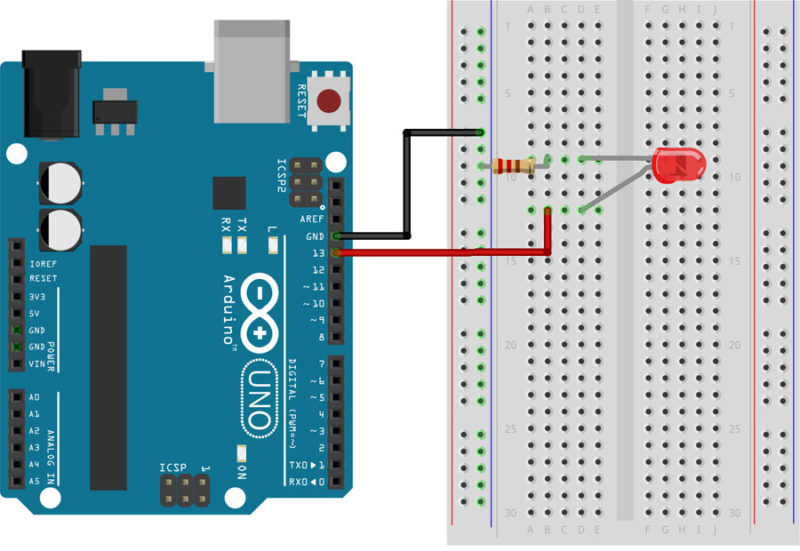 RESET
ICSP2
AREF
GND
13
12
~11
~10
~9
8
7
~6
~5
4
~3
2
TX0►1
RX0◄0
DIGITAL (PWM=~)
RX
TX
L
Arduino™
UNO
ON
ICSP
1
IOREF
RESET
3V3
5V
GND
GND
VIN
POWER
A0
A1
A2
A3
A4
A5
ANALOG IN
A B C D E F G H I J
1 1
5 5
10 10
15 15
20 20
25 25
30 30
A B C D E F G H I J